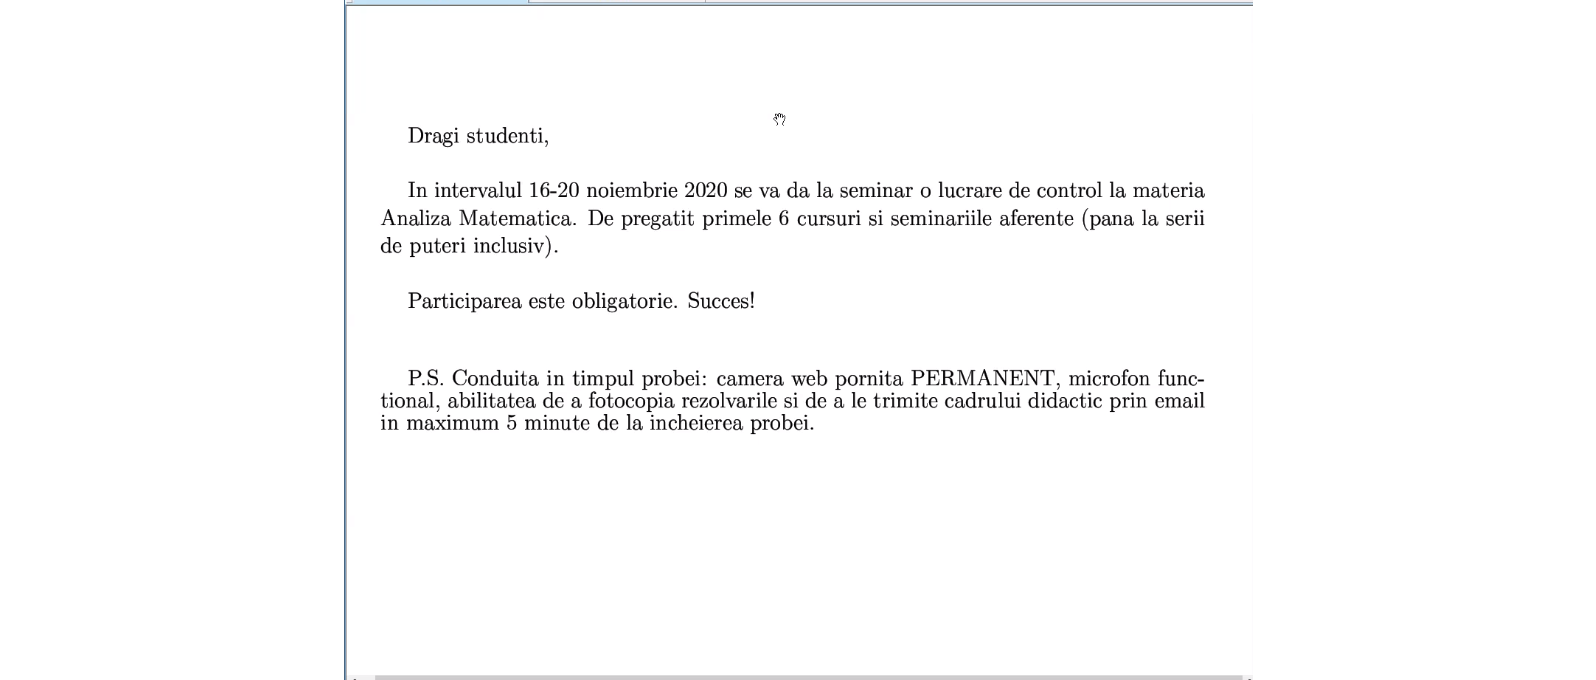 Dragi studenti,
In intervalul 16-20 noiembrie 2020 se va da la seminar o lucrare de control la materia
Analiza Matematica. De pregatit primele 6 cursuri si seminariile aferente (pana la serii
de puteri inclusiv).
Participarea este obligatorie. Succes!
P.S. Conduita in timpul probei: camera web pornita PERMANENT, microfon func-
tional, abilitatea de a fotocopia rezolvarile si de a le trimite cadrului didactic prin email
in maximum 5 minute de la incheierea probei.